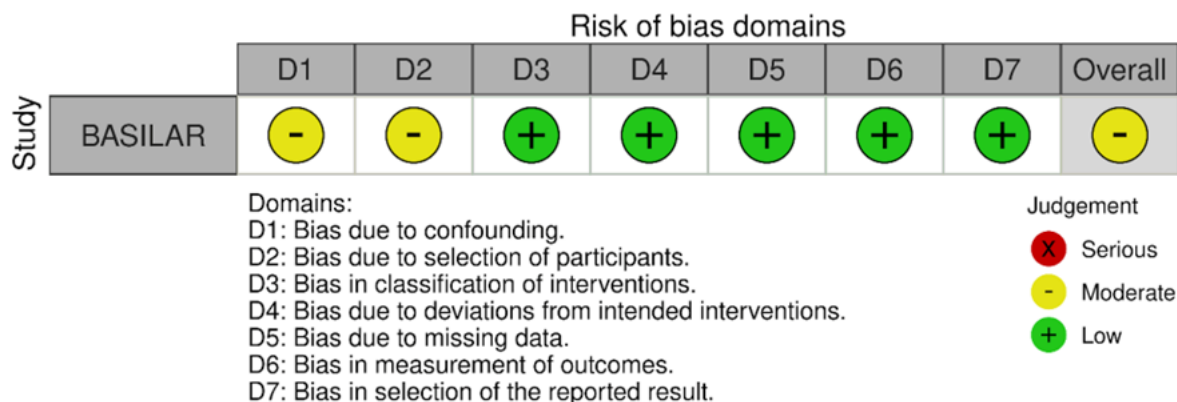 Risk of bias domains
D1 D2 D3 D4 D5 D6 D7 Overall
Study
BASILAR - - + + + + + -
Domains:
D1: Bias due to confounding.
D2: Bias due to selection of participants.
D3: Bias in classification of interventions.
D4: Bias due to deviations from intended interventions.
D5: Bias due to missing data.
D6: Bias in measurement of outcomes.
D7: Bias in selection of the reported result.
Judgement
X Serious
- Moderate
+ Low